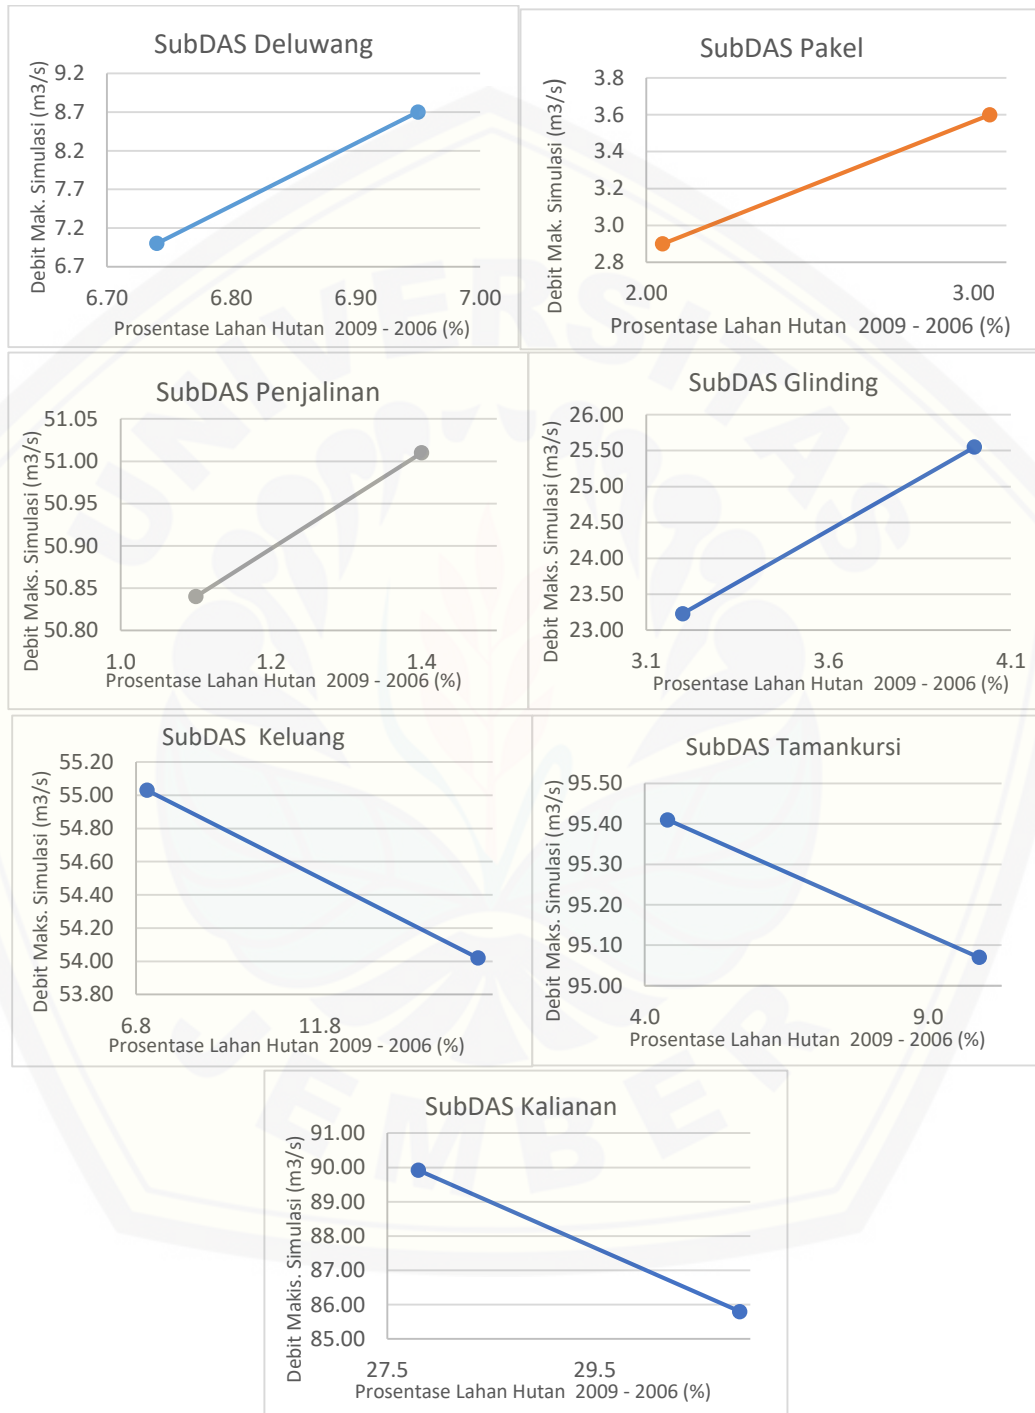 SubDAS Deluwang
Debit Mak. Simulasi (m3/s)
9.2
8.7
8.2
7.7
7.2
6.7
6.70 6.80 6.90 7.00
Prosentase Lahan Hutan 2009 - 2006 (%)
SubDAS Pakel
Debit Mak. Simulasi (m3/s)
3.8
3.6
3.4
3.2
3.0
2.8
2.00 3.00
Prosentase Lahan Hutan 2009 - 2006 (%)
SubDAS Penjalinan
Debit Maks. Simulasi (m3/s)
51.05
51.00
50.95
50.90
50.85
50.80
1.0 1.2 1.4
Prosentase Lahan Hutan 2009 - 2006 (%)
SubDAS Glinding
Debit Maks. Simulasi (m3/s)
26.00
25.50
25.00
24.50
24.00
23.50
23.00
3.1 3.6 4.1
Prosentase Lahan Hutan 2009 - 2006 (%)
SubDAS Keluang
Debit Maks. Simulasi (m3/s)
55.20
55.00
54.80
54.60
54.40
54.20
54.00
53.80
6.8 11.8
Prosentase Lahan Hutan 2009 - 2006 (%)
SubDAS Tamankursi
Debit Maks. Simulasi (m3/s)
95.50
95.40
95.30
95.20
95.10
95.00
4.0 9.0
Prosentase Lahan Hutan 2009 - 2006 (%)
SubDAS Kalianan
Debit Makis. Simulasi (m3/s)
91.00
90.00
89.00
88.00
87.00
86.00
85.00
27.5 29.5
Prosentase Lahan Hutan 2009 - 2006 (%)
UNIVERSITAS
JEMBER